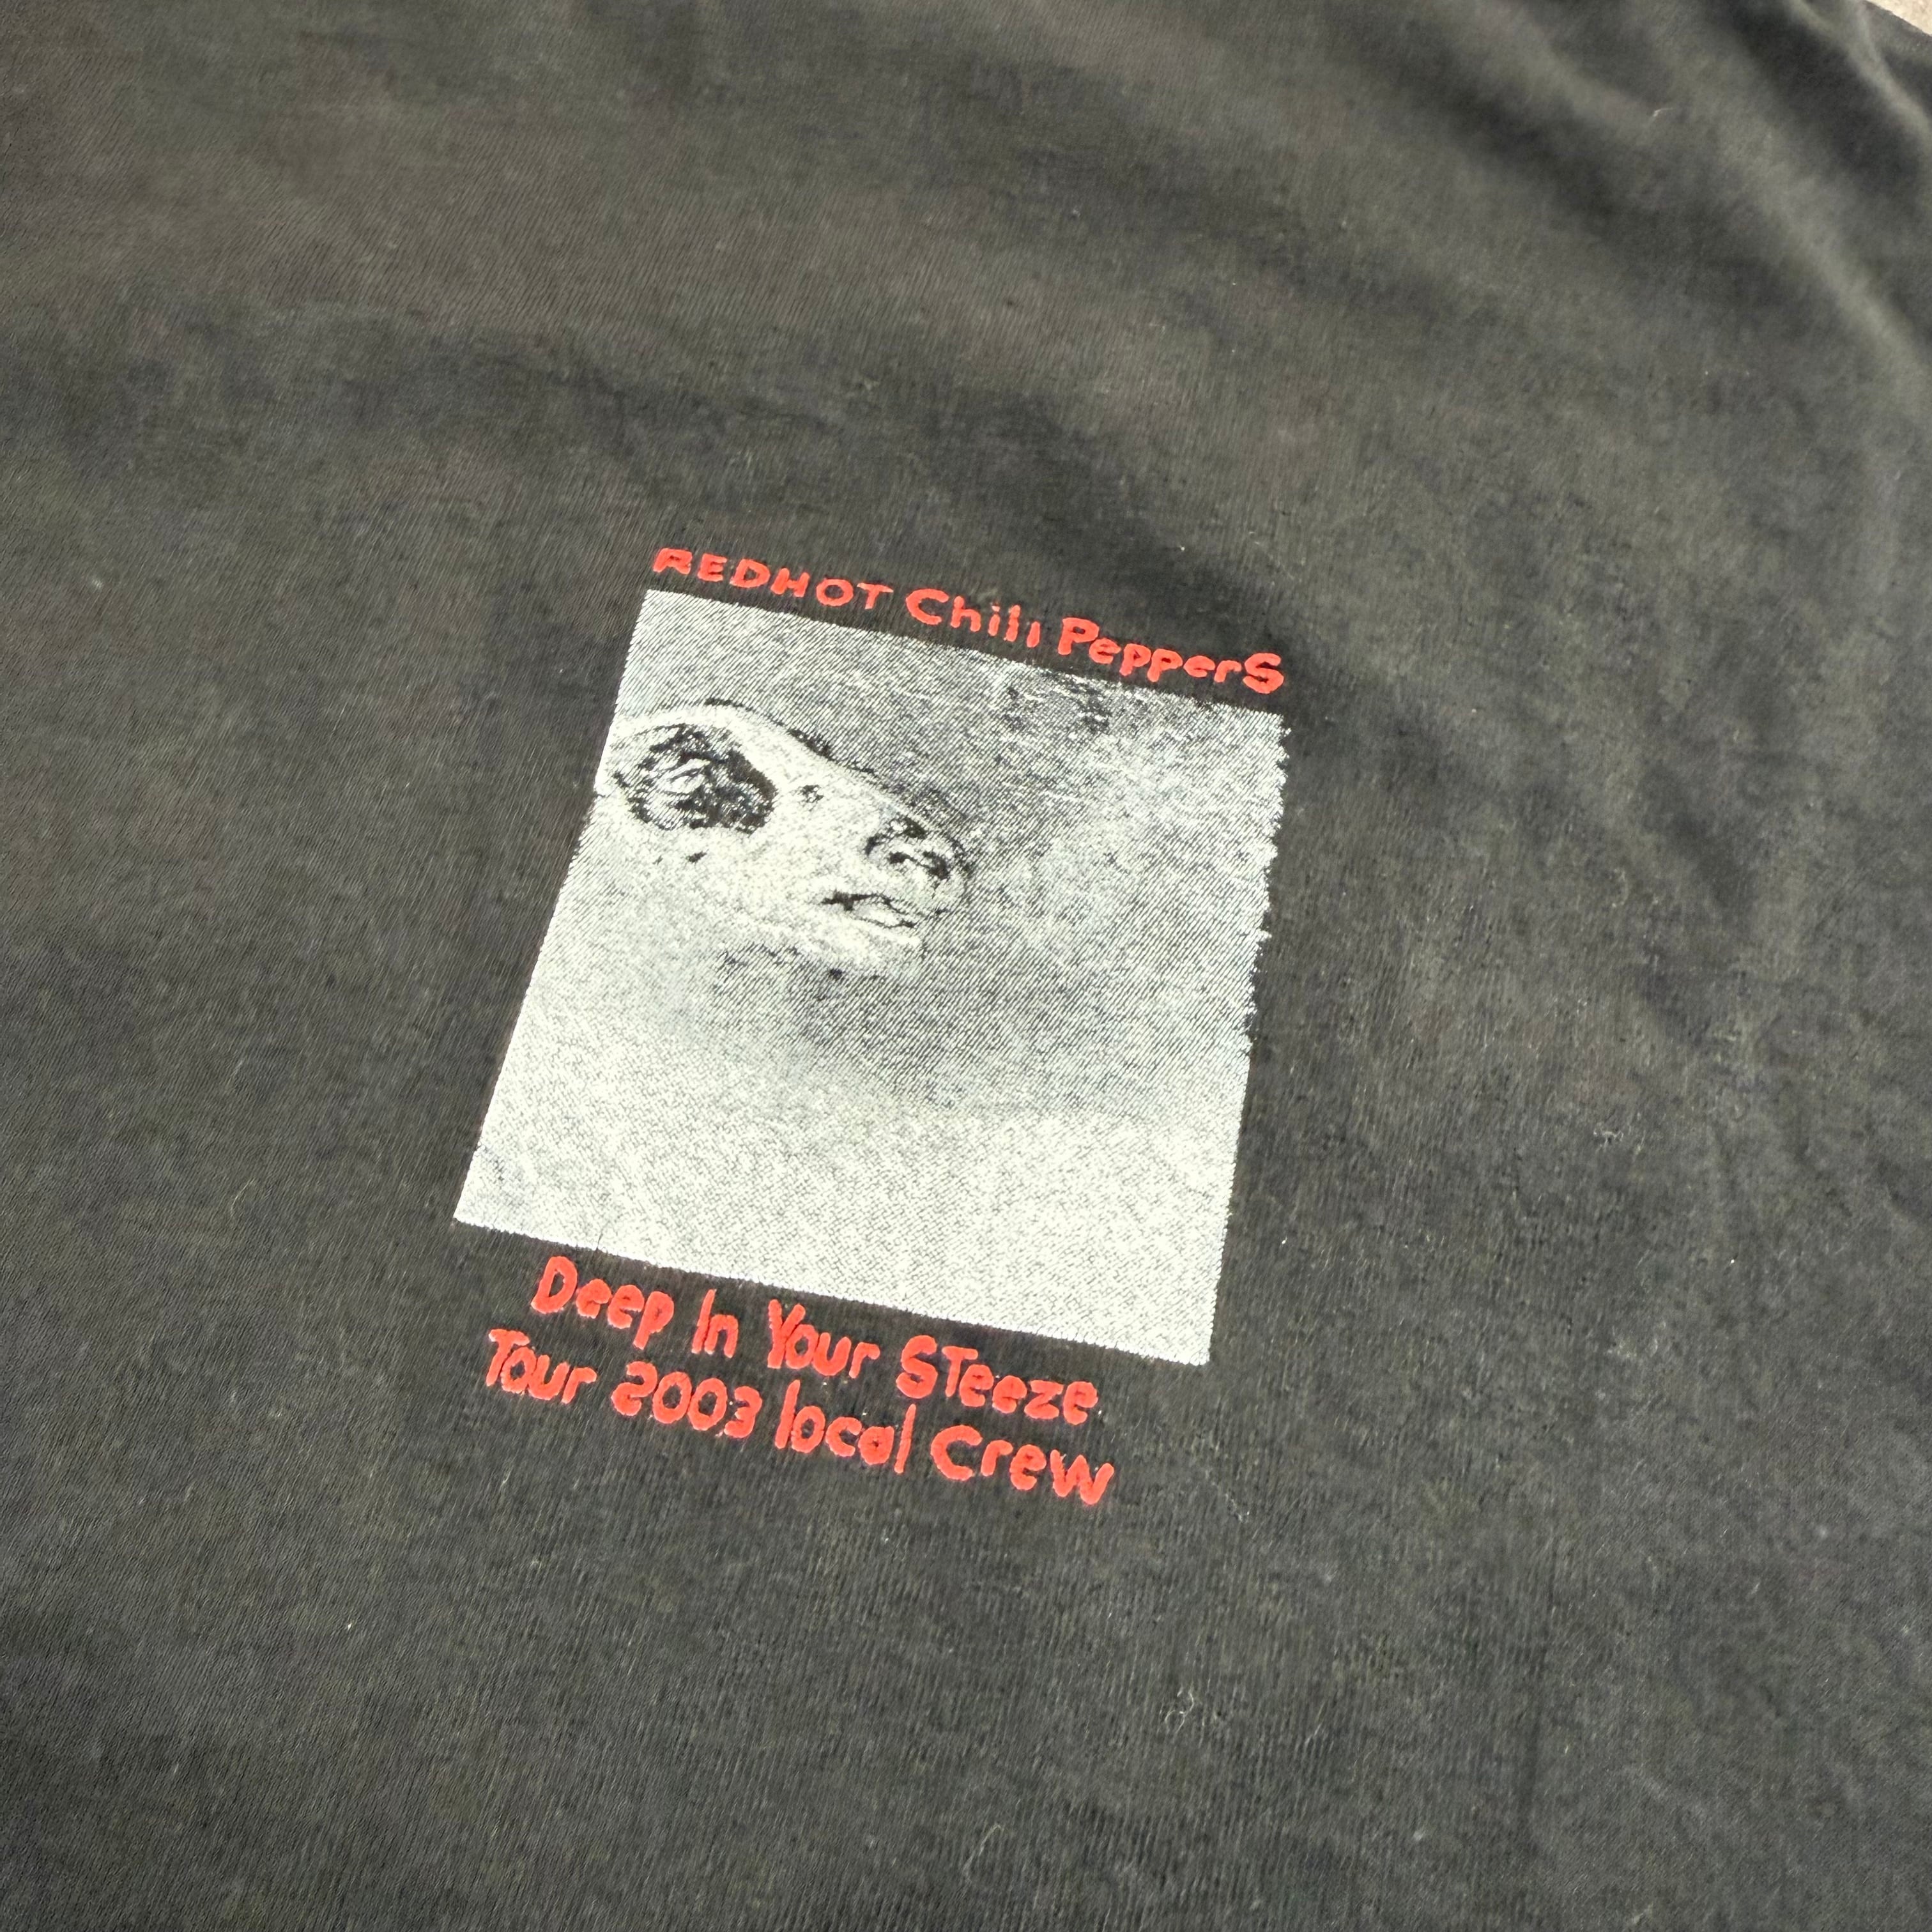 REDHOT Chili PepperS
Deep In Your STeeze
Tour 2003 local Crew